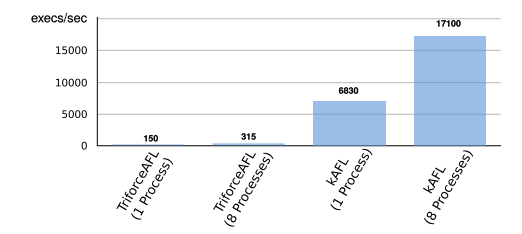 execs/sec
15000
10000
5000
0
150
315
6830
17100
TriforceAFL
(1 Process)
TriforceAFL
(8 Processes)
kAFL
(1 Process)
kAFL
(8 Processes)